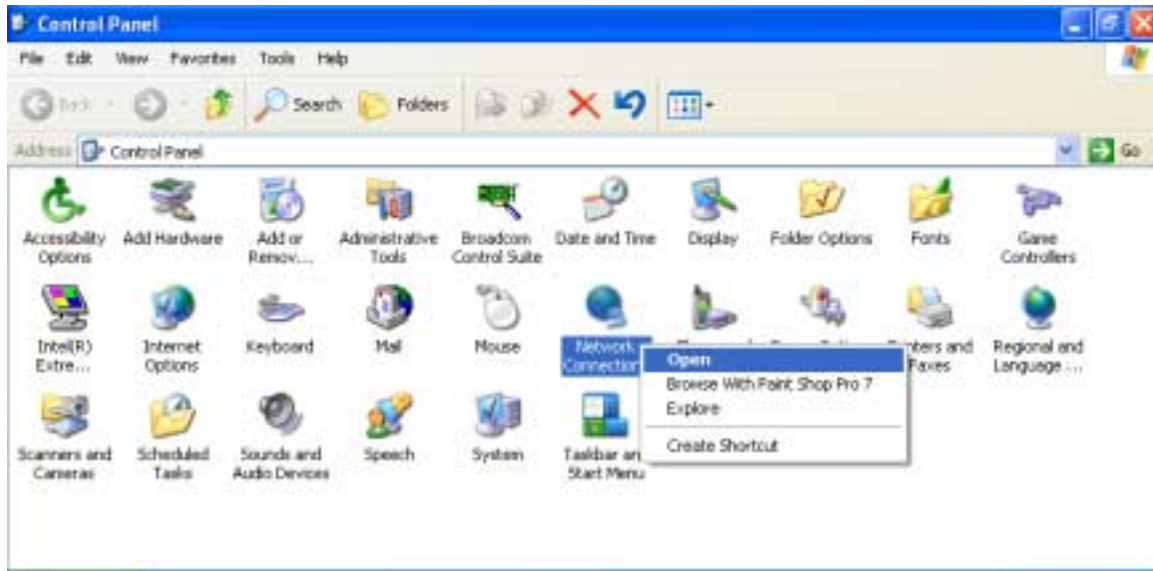 Control Panel
File Edit View Favorites Tools Help
Back Search Folders
Address Control Panel Go
Accessibility Options
Add Hardware
Add or Remov...
Administrative Tools
Broadcom Control Suite
Date and Time
Display
Folder Options
Fonts
Game Controllers
Intel(R) Extre...
Internet Options
Keyboard
Mail
Mouse
Network Connection
Faxes
Regional and Language ...
Open
Browse With Paint Shop Pro 7
Explore
Create Shortcut
Scanners and Cameras
Scheduled Tasks
Sounds and Audio Devices
Speech
System
Taskbar an
Start Menu